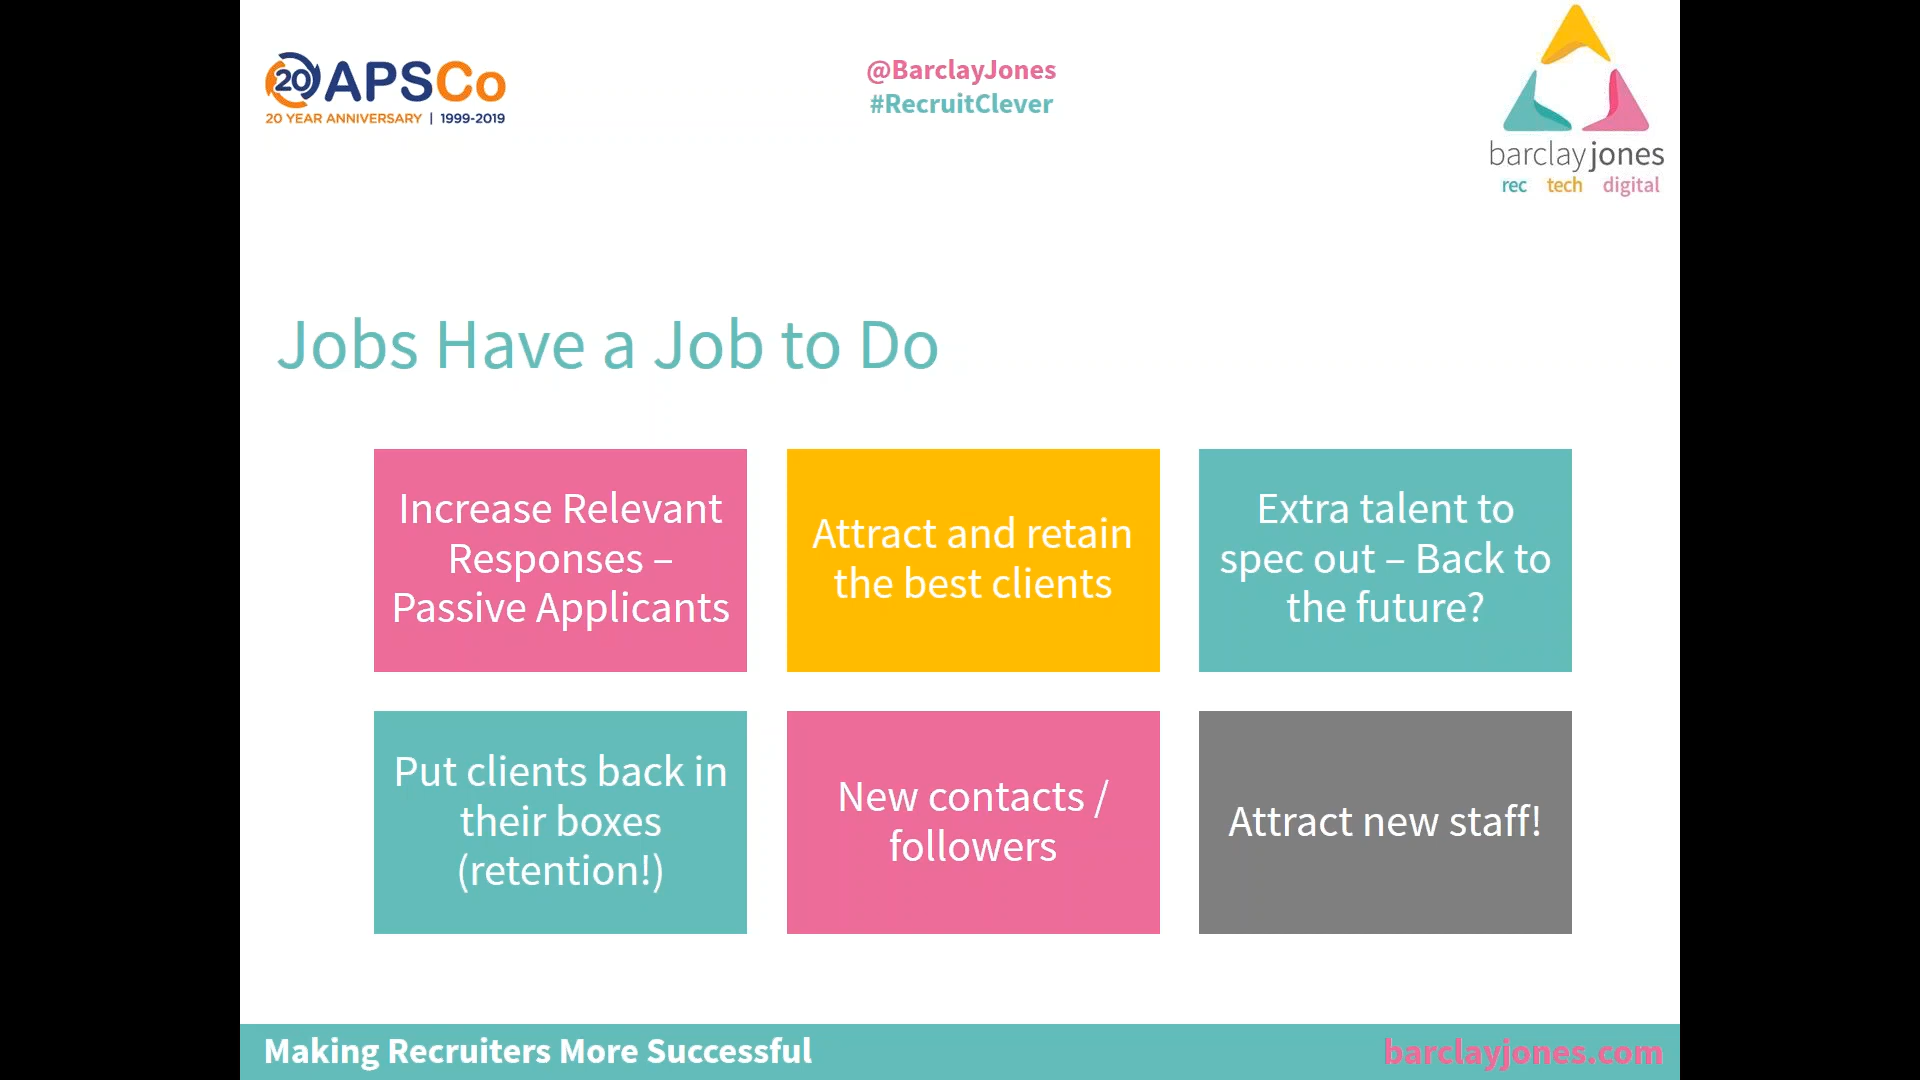 20 APSCo
20 YEAR ANNIVERSARY | 1999-2019
@BarclayJones
#RecruitClever
barclayjones
rec tech digital
Jobs Have a Job to Do
Increase Relevant
Responses –
Passive Applicants
Attract and retain
the best clients
Extra talent to
spec out – Back to
the future?
Put clients back in
their boxes
(retention!)
New contacts /
followers
Attract new staff!
Making Recruiters More Successful
barclayjones.com